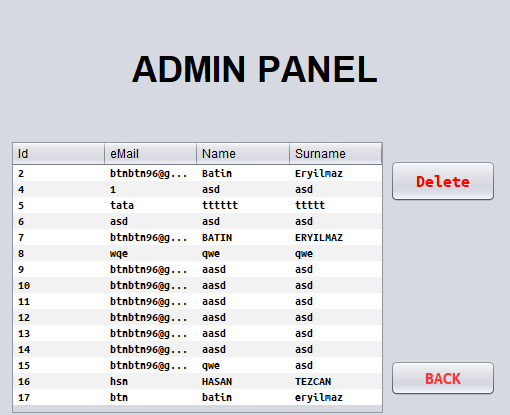 ADMIN PANEL
Id eMail Name Surname
2 btnbtn96@g... Batin Eryilmaz
4 1 asd asd
5 tata tttttt ttttt
6 asd asd asd
7 btnbtn96@g... BATIN ERYILMAZ
8 wqe qwe qwe
9 btnbtn96@g... aasd asd
10 btnbtn96@g... aasd asd
11 btnbtn96@g... aasd asd
12 btnbtn96@g... aasd asd
13 btnbtn96@g... aasd asd
14 btnbtn96@g... aasd asd
15 btnbtn96@g... qwe asd
16 hsn HASAN TEZCAN
17 btn batin eryilmaz
Delete
BACK